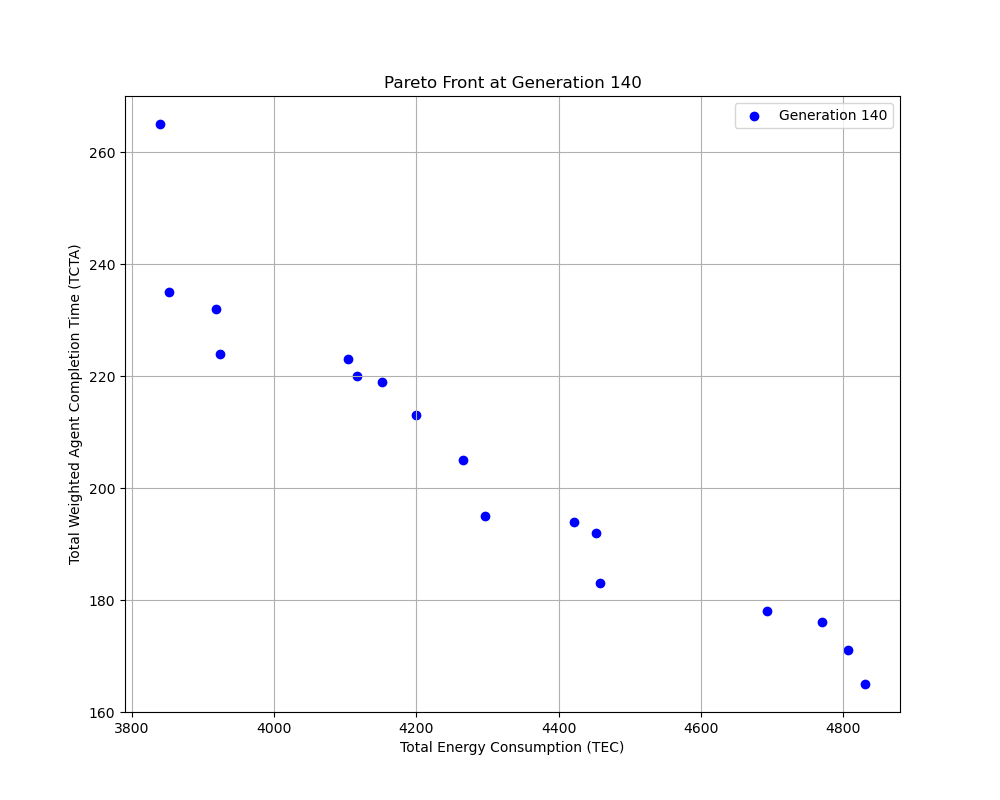 Pareto Front at Generation 140
Generation 140
260
240
220
200
180
160
Total Weighted Agent Completion Time (TCTA)
3800 4000 4200 4400 4600 4800
Total Energy Consumption (TEC)